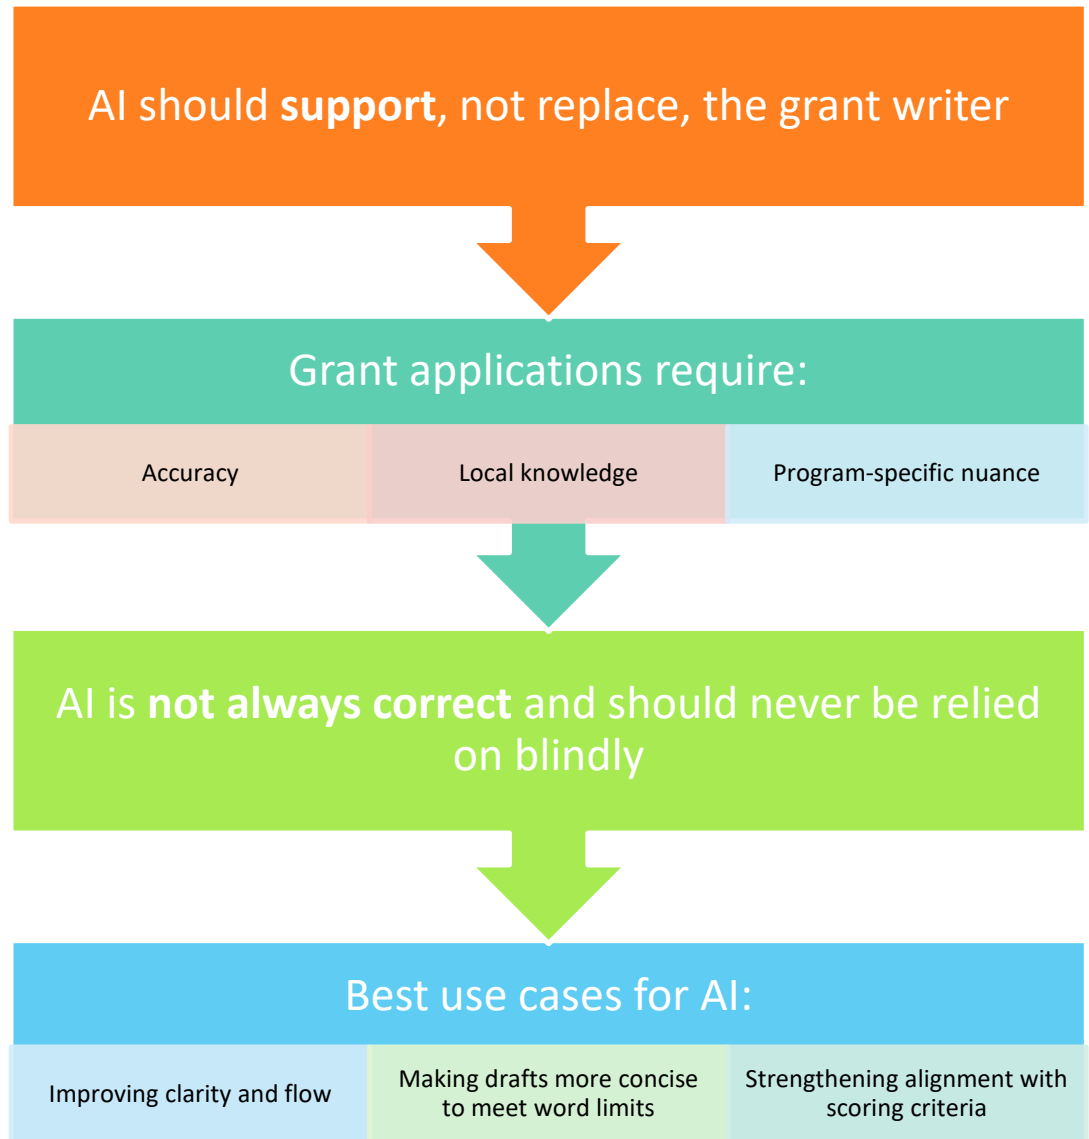 AI should support, not replace, the grant writer
Grant applications require:
Accuracy
Local knowledge
Program-specific nuance
AI is not always correct and should never be relied
on blindly
Best use cases for AI:
Improving clarity and flow
Making drafts more concise
to meet word limits
Strengthening alignment with
scoring criteria